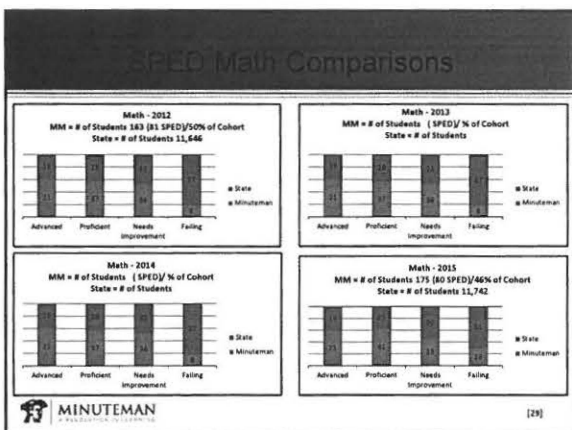 SPED Math Comparisons
Math - 2012
MM = # of Students 163 (81 SPED)/50% of Cohort
State = # of Students 11,646
State
Minuteman
Advanced Proficient Needs Improvement Failing
Math - 2013
MM = # of Students ( SPED)/ % of Cohort
State = # of Students
State
Minuteman
Advanced Proficient Needs Improvement Failing
Math - 2014
MM = # of Students ( SPED)/ % of Cohort
State = # of Students
State
Minuteman
Advanced Proficient Needs Improvement Failing
Math - 2015
MM = # of Students 175 (80 SPED)/46% of Cohort
State = # of Students 11,742
State
Minuteman
Advanced Proficient Needs Improvement Failing
MINUTEMAN
A REVOLUTION IN LEARNING
[29]